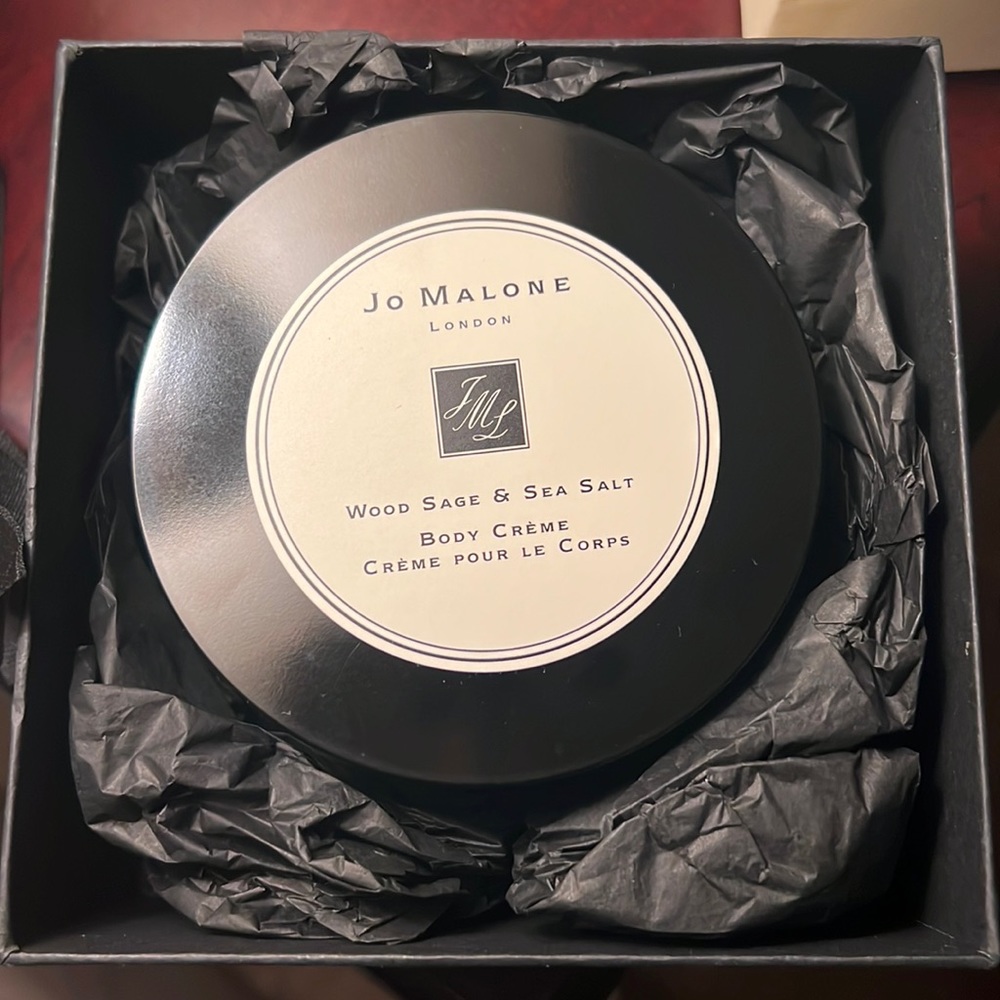 Jo Malone
London
JML
Wood Sage & Sea Salt
Body Crème
Crème pour le Corps